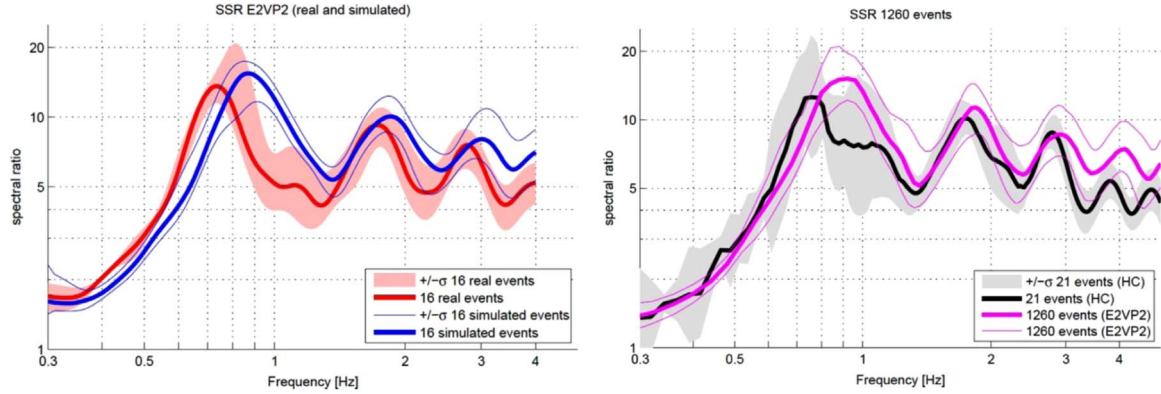 SSR E2VP2 (real and simulated)
20
10
5
1
spectral ratio
0.3
0.5
1
2
3
4
Frequency [Hz]
+/-σ 16 real events
16 real events
+/-σ 16 simulated events
16 simulated events
SSR 1260 events
20
10
5
1
spectral ratio
0.3
0.5
1
2
3
4
Frequency [Hz]
+/-σ 21 events (HC)
21 events (HC)
1260 events (E2VP2)
1260 events (E2VP2)